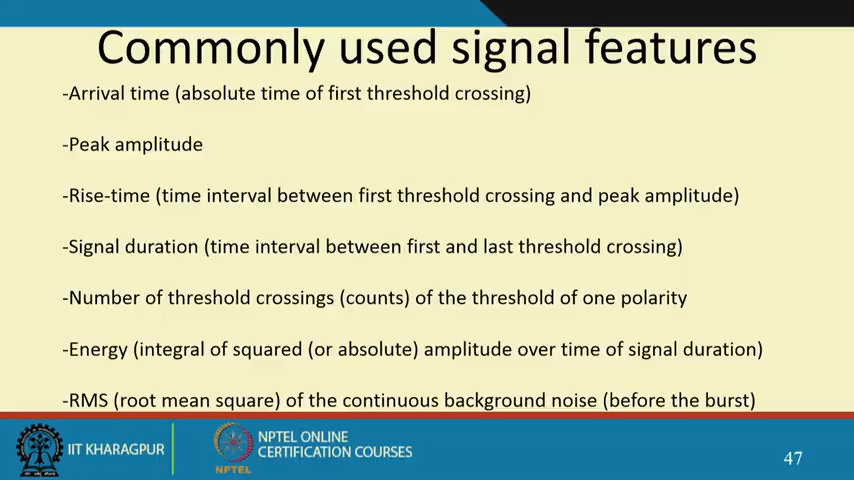 Commonly used signal features
-Arrival time (absolute time of first threshold crossing)
-Peak amplitude
-Rise-time (time interval between first threshold crossing and peak amplitude)
-Signal duration (time interval between first and last threshold crossing)
-Number of threshold crossings (counts) of the threshold of one polarity
-Energy (integral of squared (or absolute) amplitude over time of signal duration)
-RMS (root mean square) of the continuous background noise (before the burst)
IIT KHARAGPUR
NPTEL
NPTEL ONLINE
CERTIFICATION COURSES
47